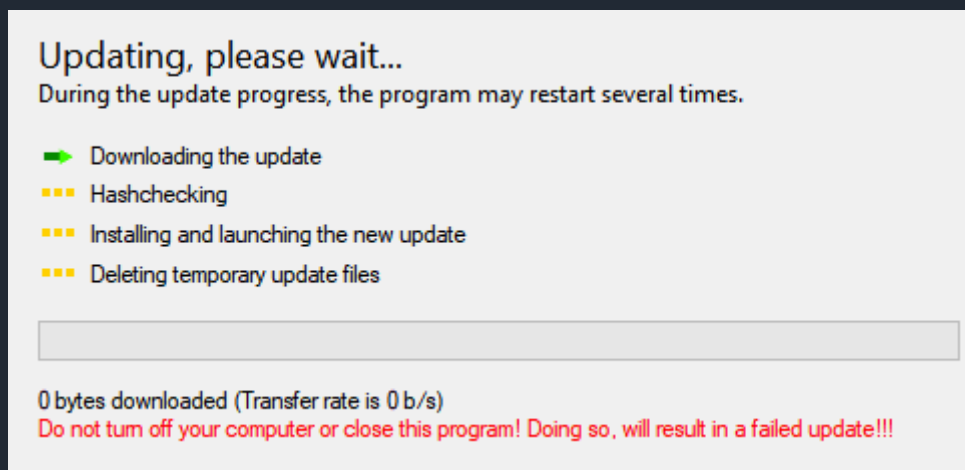 Updating, please wait...
During the update progress, the program may restart several times.
Downloading the update
Hashchecking
Installing and launching the new update
Deleting temporary update files
0 bytes downloaded (Transfer rate is 0 b/s)
Do not turn off your computer or close this program! Doing so, will result in a failed update!!!